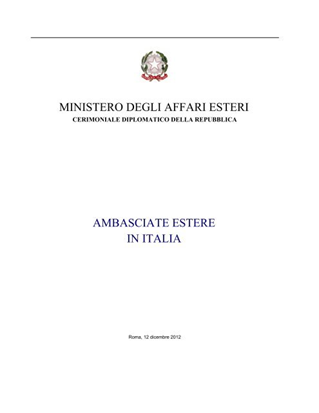 MINISTERO DEGLI AFFARI ESTERI
CERIMONIALE DIPLOMATICO DELLA REPUBBLICA
AMBASCIATE ESTERE
IN ITALIA
Roma, 12 dicembre 2012